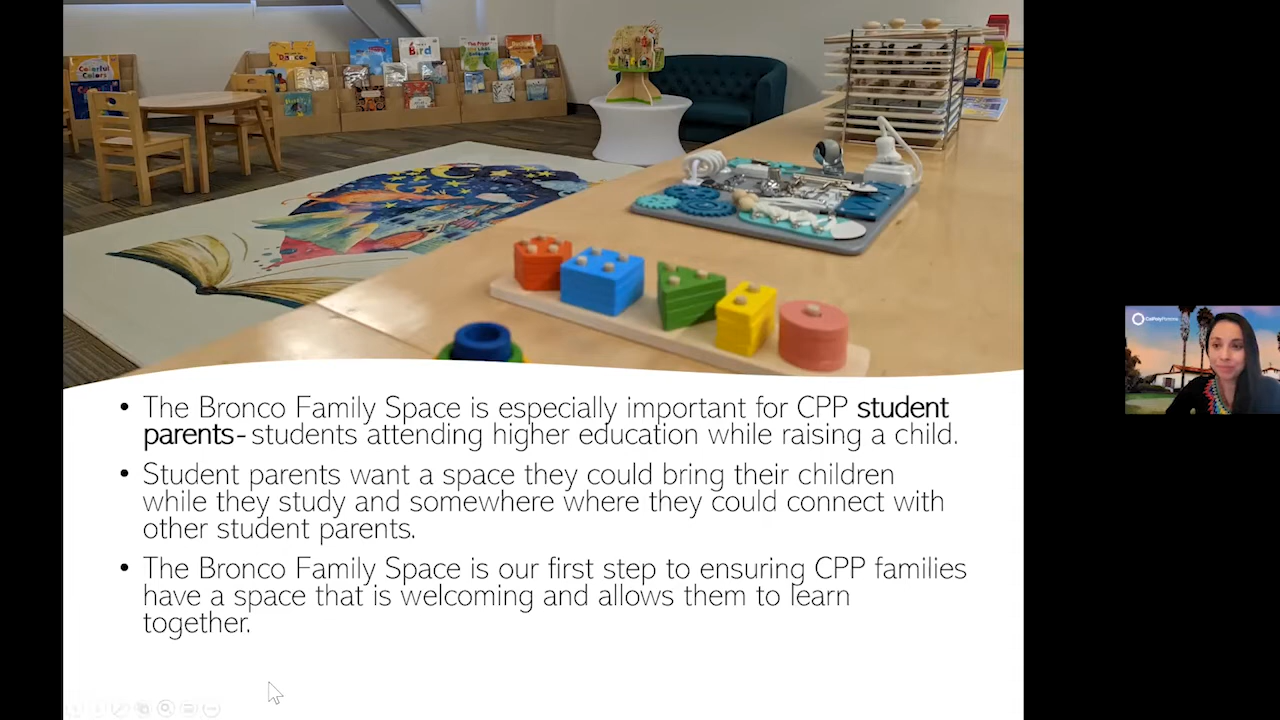 Colorful
Colors
Bird
CalPolyPomona
• The Bronco Family Space is especially important for CPP student
parents- students attending higher education while raising a child.
• Student parents want a space they could bring their children
while they study and somewhere where they could connect with
other student parents.
• The Bronco Family Space is our first step to ensuring CPP families
have a space that is welcoming and allows them to learn
together.